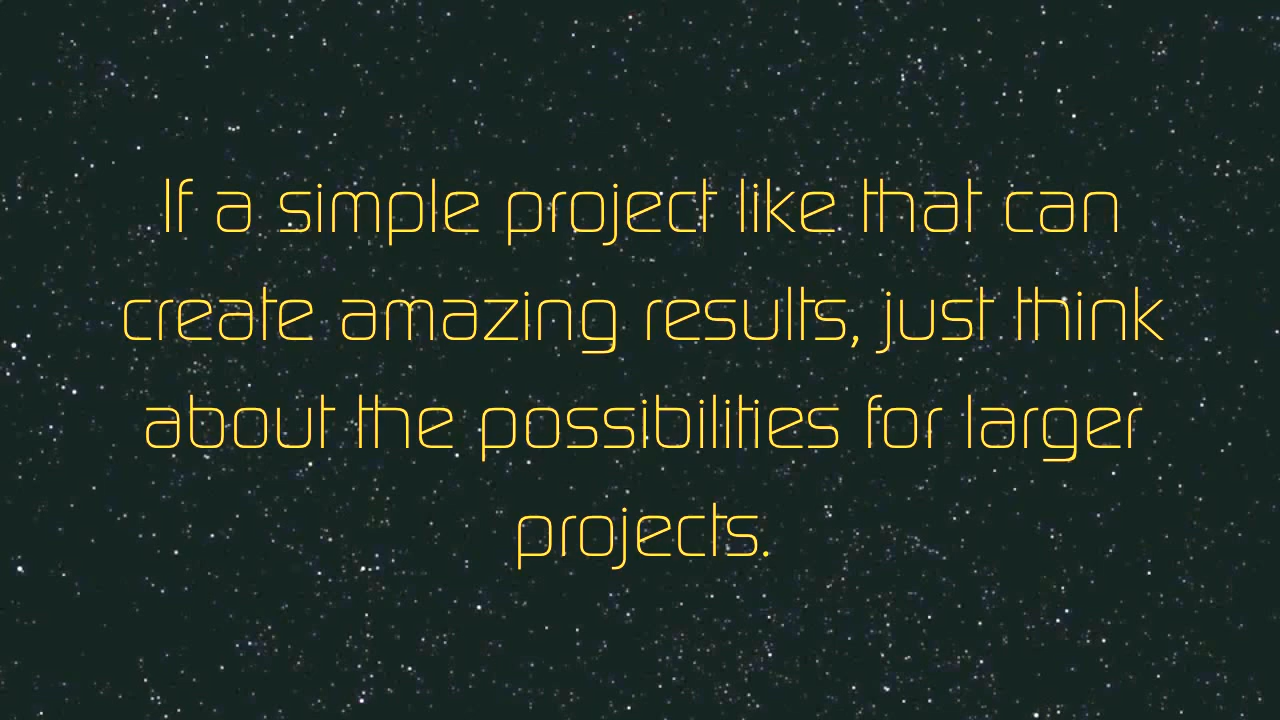 If a simple project like that can
create amazing results, just think
about the possibilities for larger
projects.